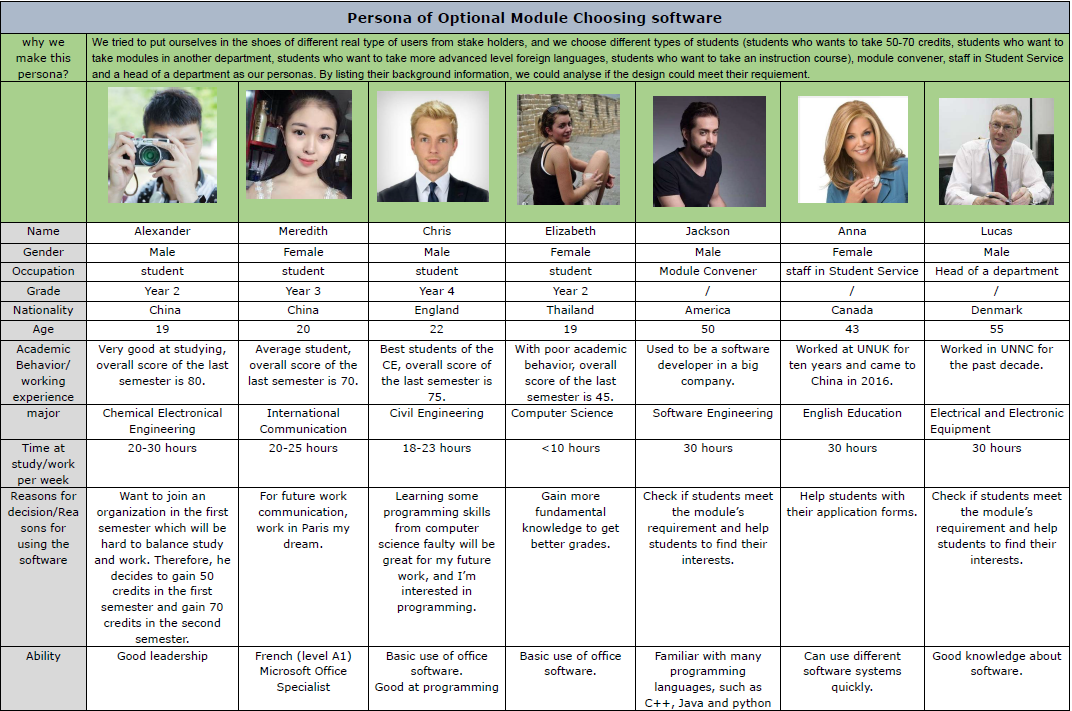 Persona of Optional Module Choosing software
why we
make this
persona?
We tried to put ourselves in the shoes of different real type of users from stake holders, and we choose different types of students (students who wants to take 50-70 credits, students who want to
take modules in another department, students who want to take more advanced level foreign languages, students who want to take an instruction course), module convener, staff in Student Service
and a head of a department as our personas. By listing their background information, we could analyse if the design could meet their requiement.
Name
Alexander
Meredith
Chris
Elizabeth
Jackson
Anna
Lucas
Gender
Male
Female
Male
Female
Male
Female
Male
Occupation
student
student
student
student
Module Convener
staff in Student Service
Head of a department
Grade
Year 2
Year 3
Year 4
Year 2
/
/
/
Nationality
China
China
England
Thailand
America
Canada
Denmark
Age
19
20
22
19
50
43
55
Academic
Behavior/
working
experience
Very good at studying,
overall score of the last
semester is 80.
Average student,
overall score of the
last semester is 70.
Best students of the
CE, overall score of
the last semester is
75.
With poor academic
behavior, overall
score of the last
semester is 45.
Used to be a software
developer in a big
company.
Worked at UNUK for
ten years and came to
China in 2016.
Worked in UNNC for
the past decade.
major
Chemical Electronical
Engineering
International
Communication
Civil Engineering
Computer Science
Software Engineering
English Education
Electrical and Electronic
Equipment
Time at
study/work
per week
20-30 hours
20-25 hours
18-23 hours
<10 hours
30 hours
30 hours
30 hours
Reasons for
decision/Rea
sons for
using the
software
Want to join an
organization in the first
semester which will be
hard to balance study
and work. Therefore, he
decides to gain 50
credits in the first
semester and gain 70
credits in the second
semester.
For future work
communication,
work in Paris my
dream.
Learning some
programming skills
from computer
science faulty will be
great for my future
work, and I'm
interested in
programming.
Gain more
fundamental
knowledge to get
better grades.
Check if students meet
the module's
requirement and help
students to find their
interests.
Help students with
their application forms.
Check if students meet
the module's
requirement and help
students to find their
interests.
Ability
Good leadership
French (level A1)
Microsoft Office
Specialist
Basic use of office
software.
Good at programming
Basic use of office
software.
Familiar with many
programming
languages, such as
C++, Java and python
Can use different
software systems
quickly.
Good knowledge about
software.